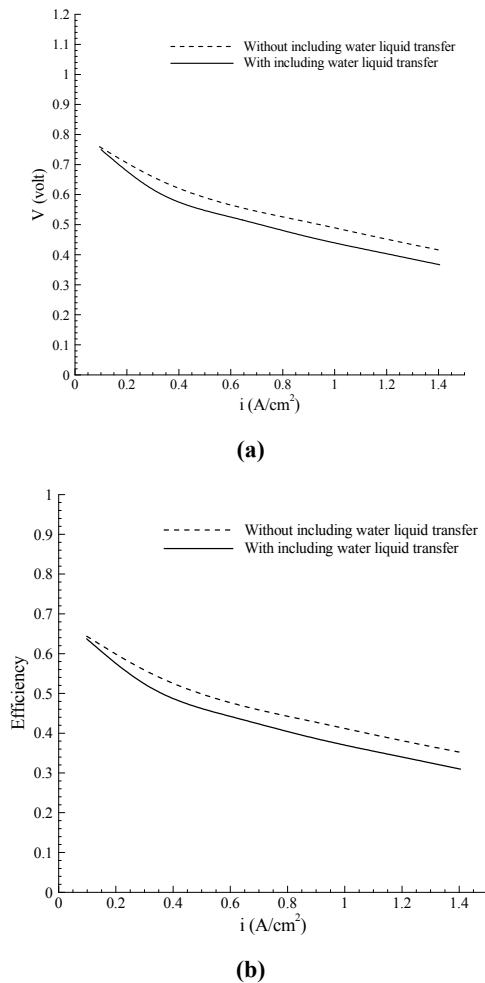 1.2
1.1
1
0.9
0.8
0.7
0.6
0.5
0.4
0.3
0.2
0.1
0
V (volt)
Without including water liquid transfer
With including water liquid transfer
0 0.2 0.4 0.6 0.8 1 1.2 1.4
i (A/cm²)
(a)
1
0.9
0.8
0.7
0.6
0.5
0.4
0.3
0.2
0.1
0
Efficiency
Without including water liquid transfer
With including water liquid transfer
0 0.2 0.4 0.6 0.8 1 1.2 1.4
i (A/cm²)
(b)